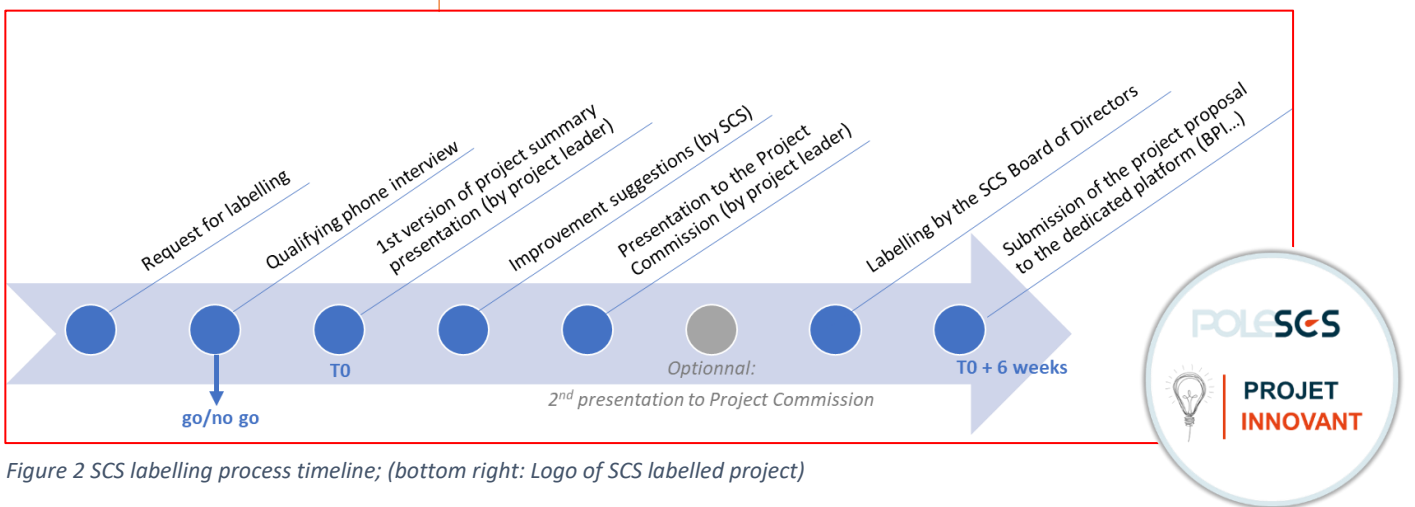 Request for labelling
Qualifying phone interview
1st version of project summary
presentation (by project leader)
Improvement suggestions (by SCS)
Presentation to the Project
Commission (by project leader)
Labelling by the SCS Board of Directors
Submission of the project proposal
to the dedicated platform (BPI...)
go/no go
T0
Optionnal:
2nd presentation to Project Commission
T0 + 6 weeks
POLESCS
PROJET
INNOVANT
Figure 2 SCS labelling process timeline; (bottom right: Logo of SCS labelled project)